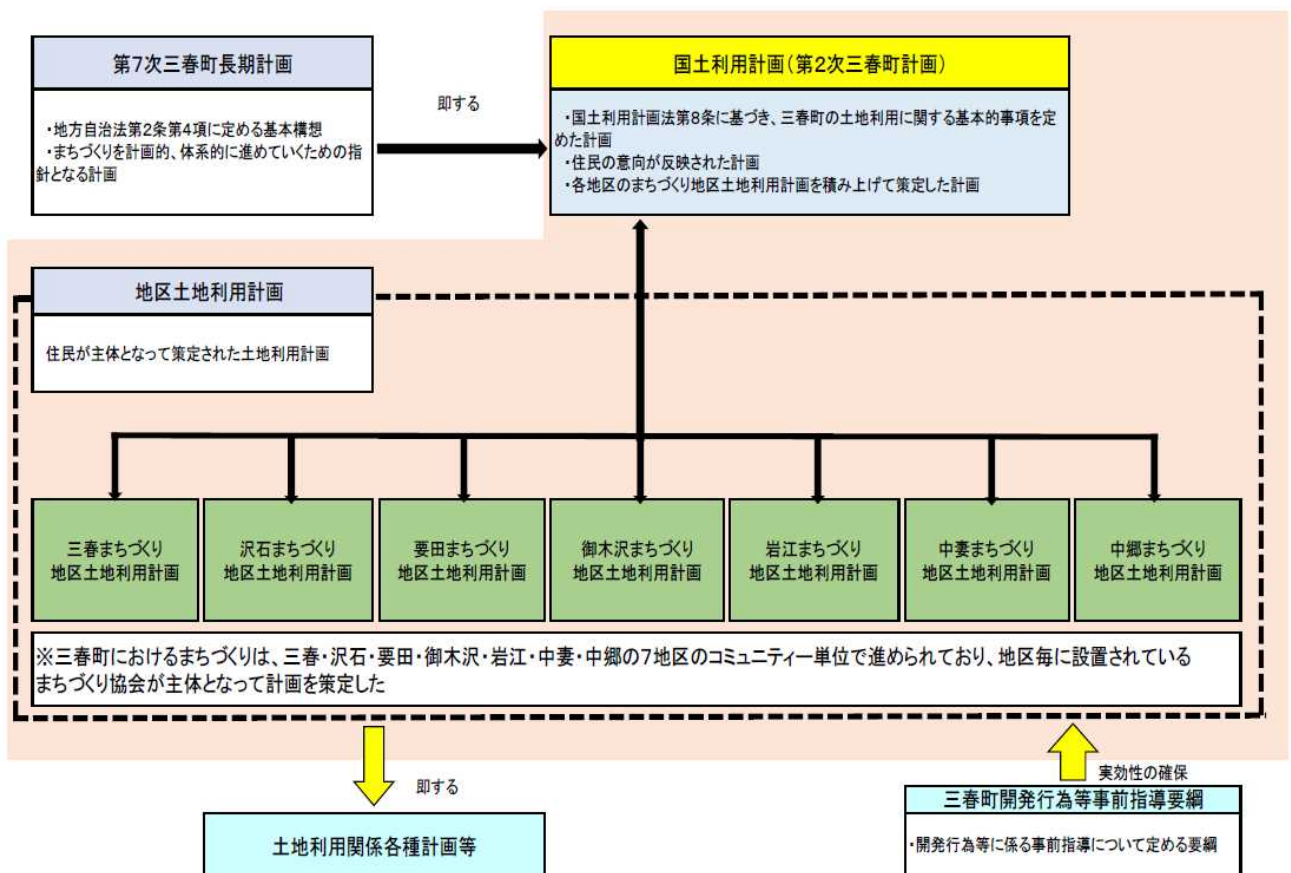 第7次三春町長期計画
・地方自治法第2条第4項に定める基本構想
・まちづくりを計画的、体系的に進めていくための指
針となる計画
即する
国土利用計画(第2次三春町計画)
・国土利用計画法第8条に基づき、三春町の土地利用に関する基本的事項を定
めた計画
・住民の意向が反映された計画
・各地区のまちづくり地区土地利用計画を積み上げて策定した計画
地区土地利用計画
住民が主体となって策定された土地利用計画
三春まちづくり
地区土地利用計画
沢石まちづくり
地区土地利用計画
要田まちづくり
地区土地利用計画
御木沢まちづくり
地区土地利用計画
岩江まちづくり
地区土地利用計画
中妻まちづくり
地区土地利用計画
中郷まちづくり
地区土地利用計画
※三春町におけるまちづくりは、三春・沢石・要田・御木沢・岩江・中妻・中郷の7地区のコミュニティー単位で進められており、地区毎に設置されている
まちづくり協会が主体となって計画を策定した
即する
土地利用関係各種計画等
実効性の確保
三春町開発行為等事前指導要綱
・開発行為等に係る事前指導について定める要綱